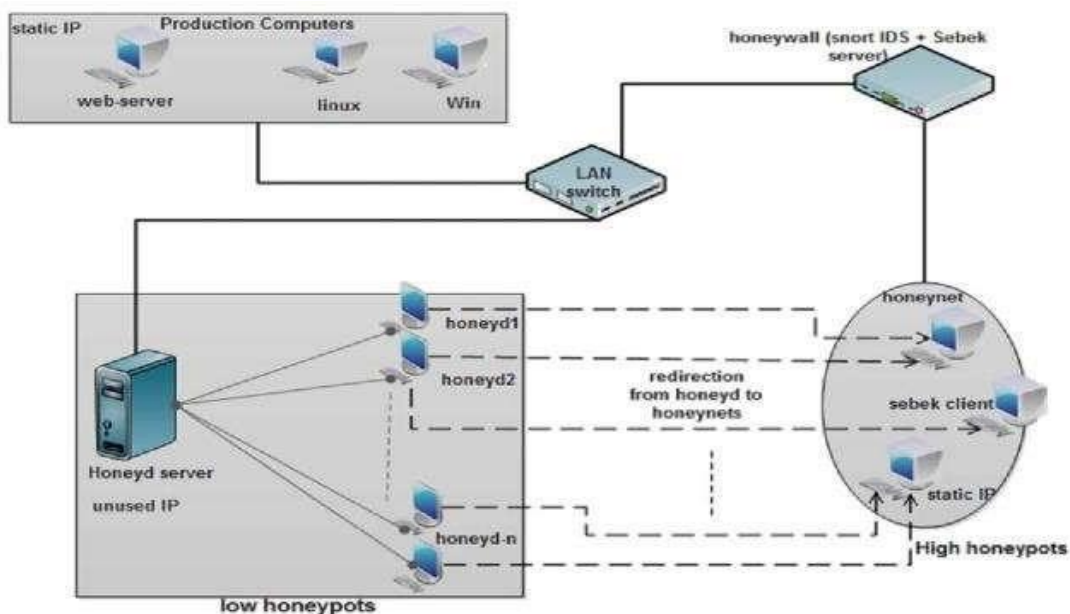 static IP
Production Computers
web-server
linux
Win
honeywall (snort IDS + Sebek
server)
LAN
switch
honeynet
honeyd1
honeyd2
redirection
from honeyd to
honeynets
sebek client
Honeyd server
unused IP
honeyd-n
static IP
High honeypots
low honeypots